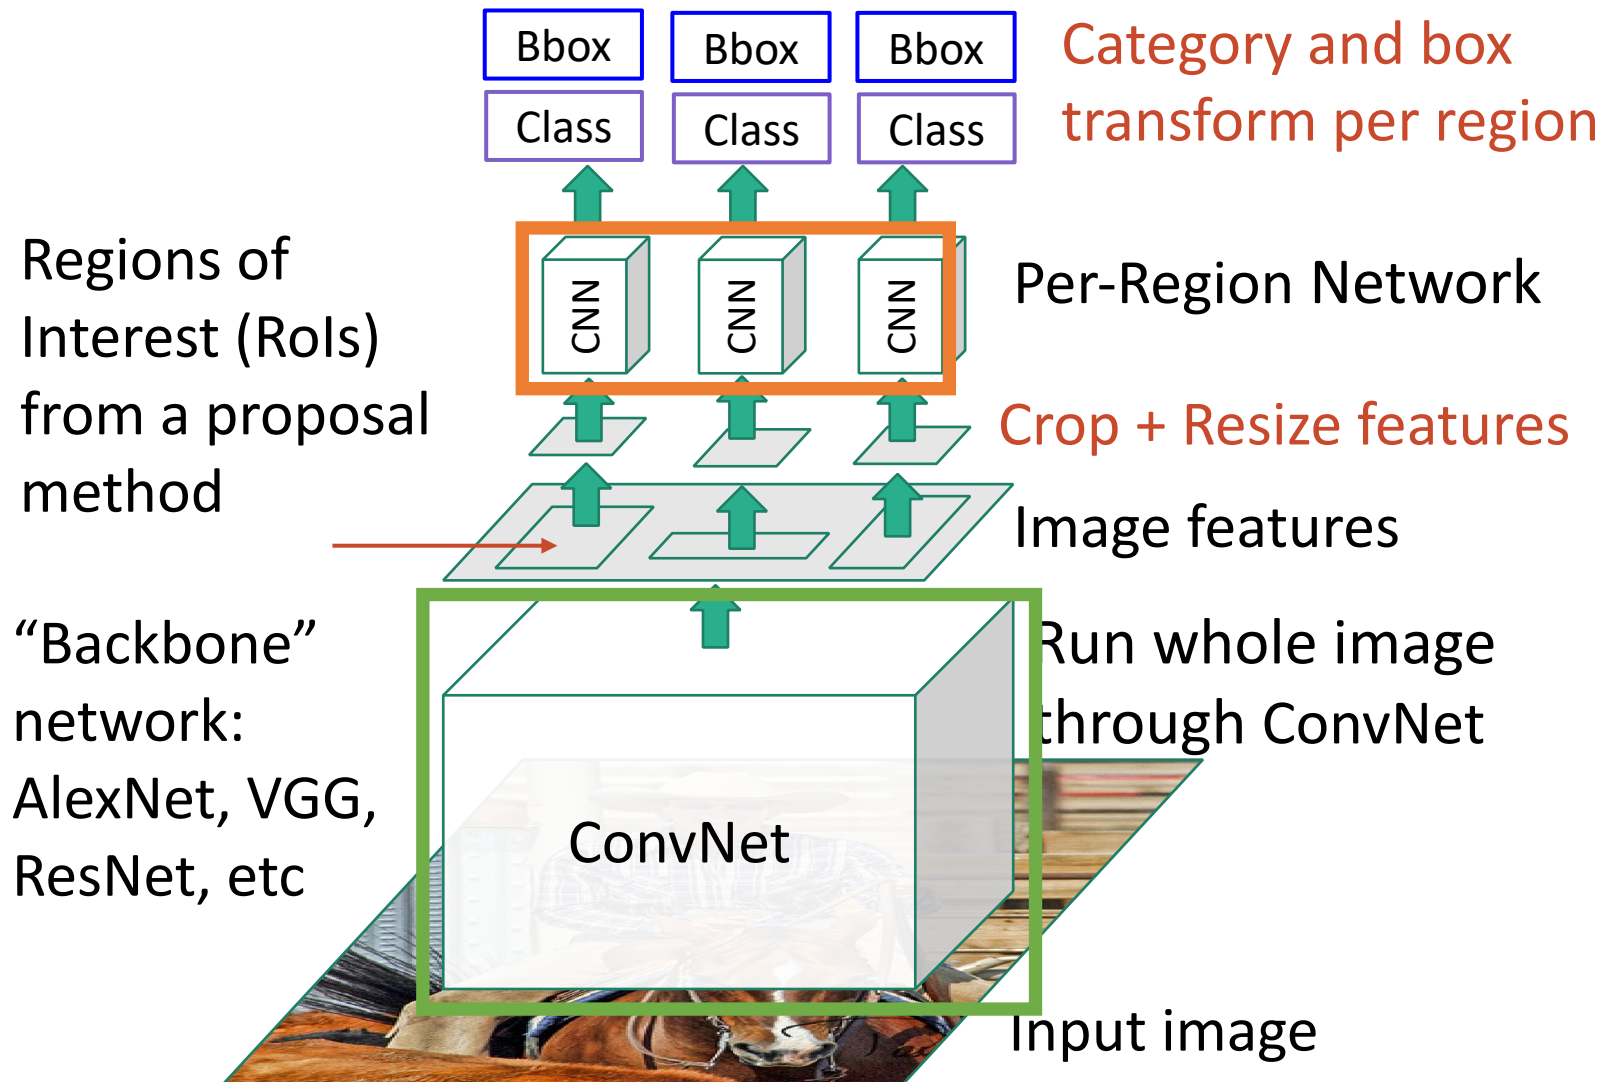 Bbox
Bbox
Bbox
Class
Class
Class
Category and box
transform per region
Regions of
Interest (RoIs)
from a proposal
method
CNN
CNN
CNN
Per-Region Network
Crop + Resize features
Image features
“Backbone”
network:
AlexNet, VGG,
ResNet, etc
Run whole image
through ConvNet
ConvNet
Input image